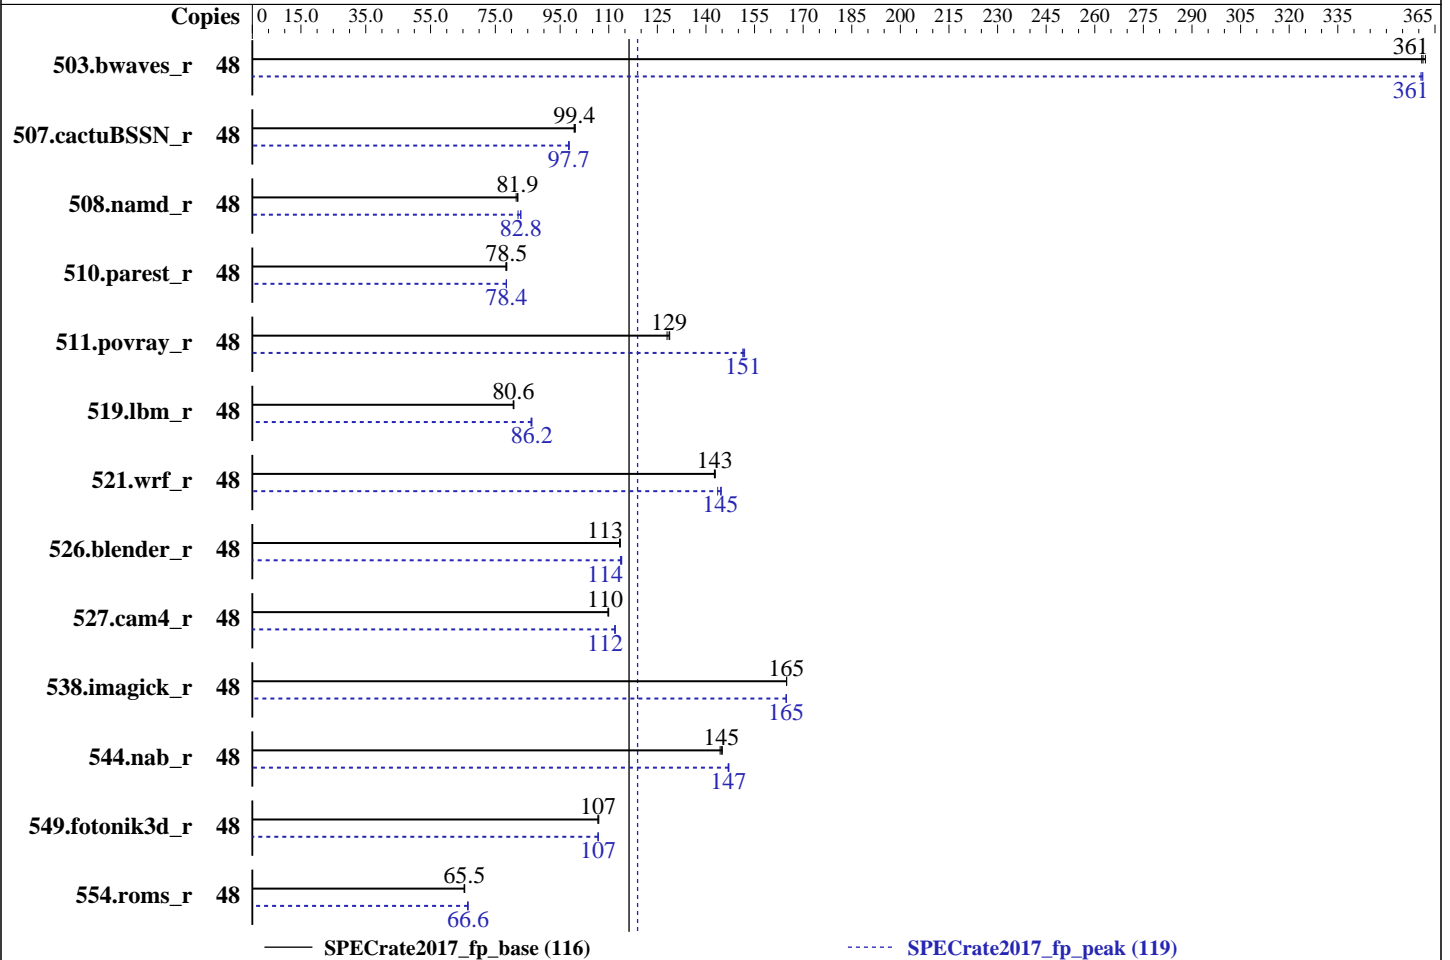 Copies 0 15.0 35.0 55.0 75.0 95.0 110 125 140 155 170 185 200 215 230 245 260 275 290 305 320 335 365
503.bwaves_r 48 361
361
507.cactuBSSN_r 48 99.4
97.7
508.namd_r 48 81.9
82.8
510.parest_r 48 78.5
78.4
511.povray_r 48 129
151
519.lbm_r 48 80.6
86.2
521.wrf_r 48 143
145
526.blender_r 48 113
114
527.cam4_r 48 110
112
538.imagick_r 48 165
165
544.nab_r 48 145
147
549.fotonik3d_r 48 107
107
554.roms_r 48 65.5
66.6
SPECrate2017_fp_base (116) SPECrate2017_fp_peak (119)